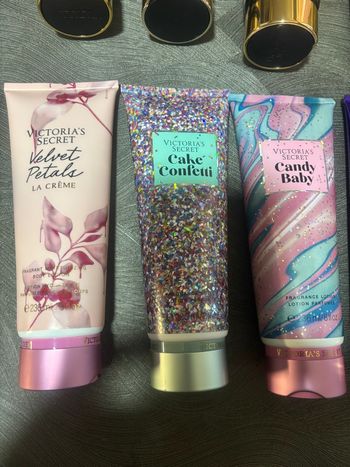 VICTORIA'S
SECRET
Velvet
Petals
LA CRÈME
VICTORIA'S
SECRET
Cake
Confetti
VICTORIA'S
SECRET
Candy
Baby
FRAGRANCE LOTION
LOTION PARFUMÉE
VICTORIA'S